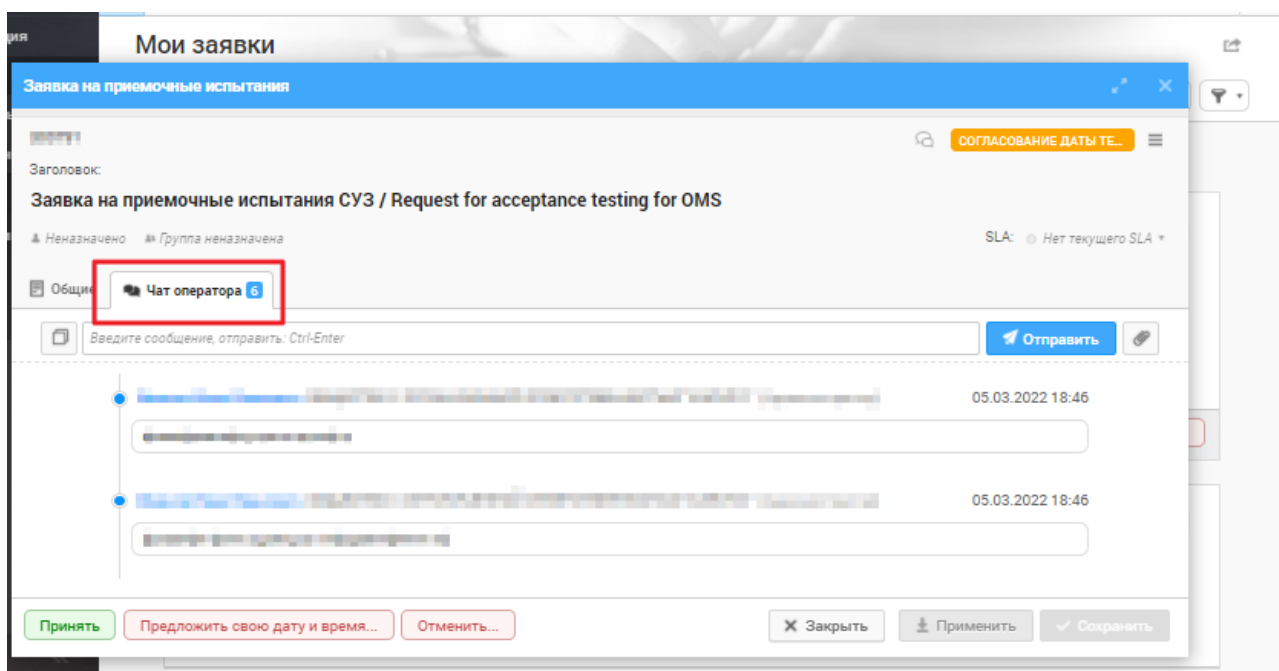 ция
Мои заявки
Заявка на приемочные испытания
СОГЛАСОВАНИЕ ДАТЫ ТЕ...
Заголовок:
Заявка на приемочные испытания СУЗ / Request for acceptance testing for OMS
Неназначено Группа неназначена SLA: Нет текущего SLA
Общие Чат оператора 6
Введите сообщение, отправить: Ctrl-Enter Отправить
05.03.2022 18:46
05.03.2022 18:46
Принять Предложить свою дату и время... Отменить... Закрыть Применить Сохранить